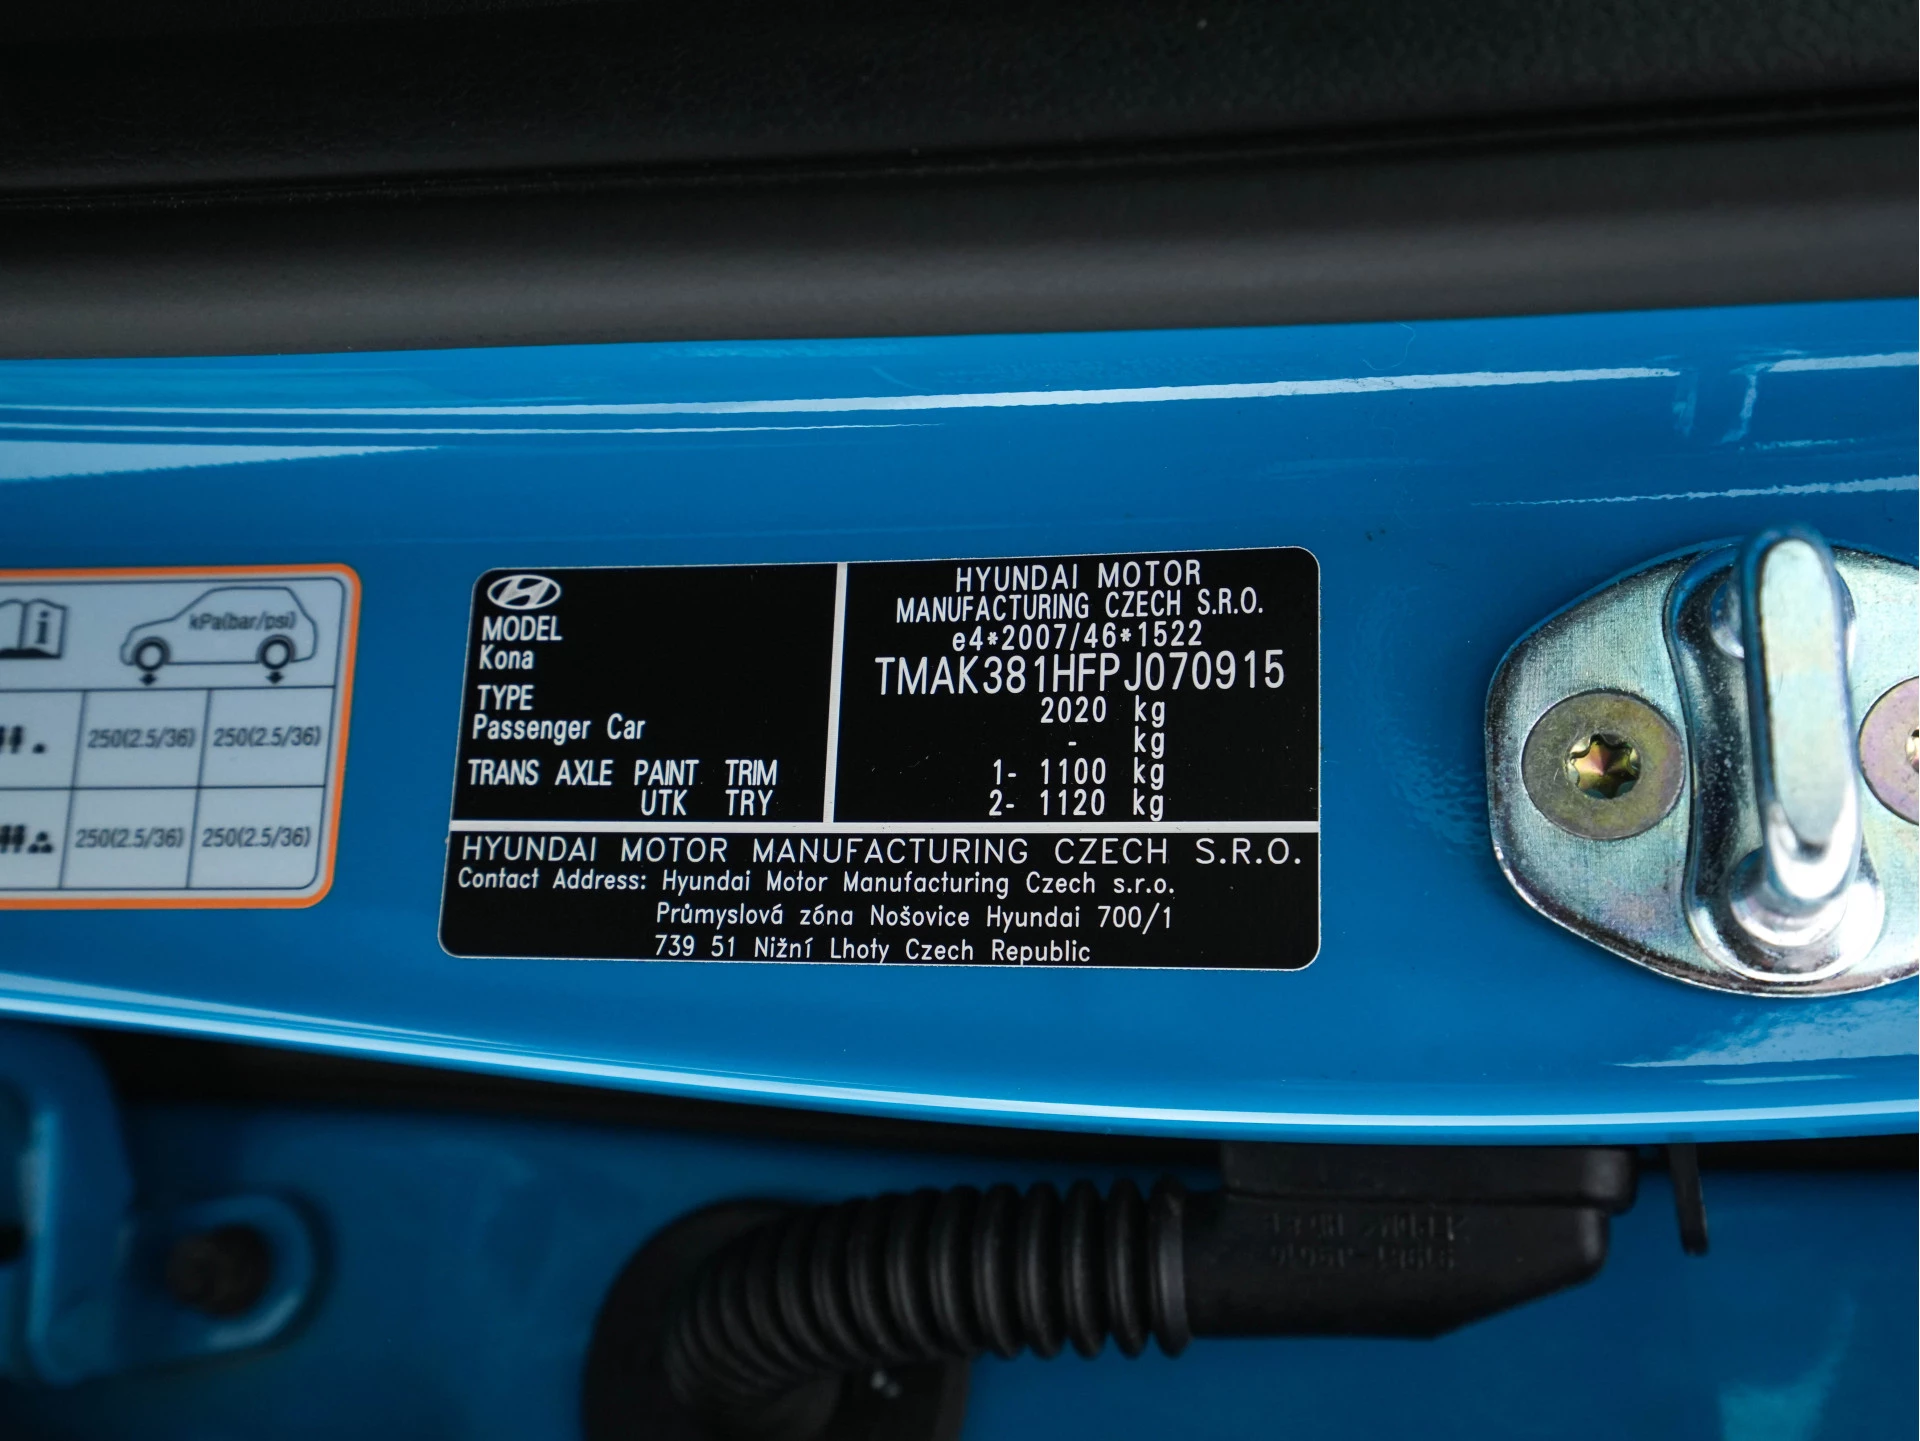 kPa(bar/psi)
250(2.5/36) 250(2.5/36)
250(2.5/36) 250(2.5/36)
MODEL
Kona
TYPE
Passenger Car
TRANS AXLE PAINT TRIM
UTK TRY
HYUNDAI MOTOR
MANUFACTURING CZECH S.R.O.
e4*2007/46*1522
TMAK381HFPJ070915
2020 kg
- kg
1- 1100 kg
2- 1120 kg
HYUNDAI MOTOR MANUFACTURING CZECH S.R.O.
Contact Address: Hyundai Motor Manufacturing Czech s.r.o.
Průmyslová zóna Nošovice Hyundai 700/1
739 51 Nižní Lhoty Czech Republic